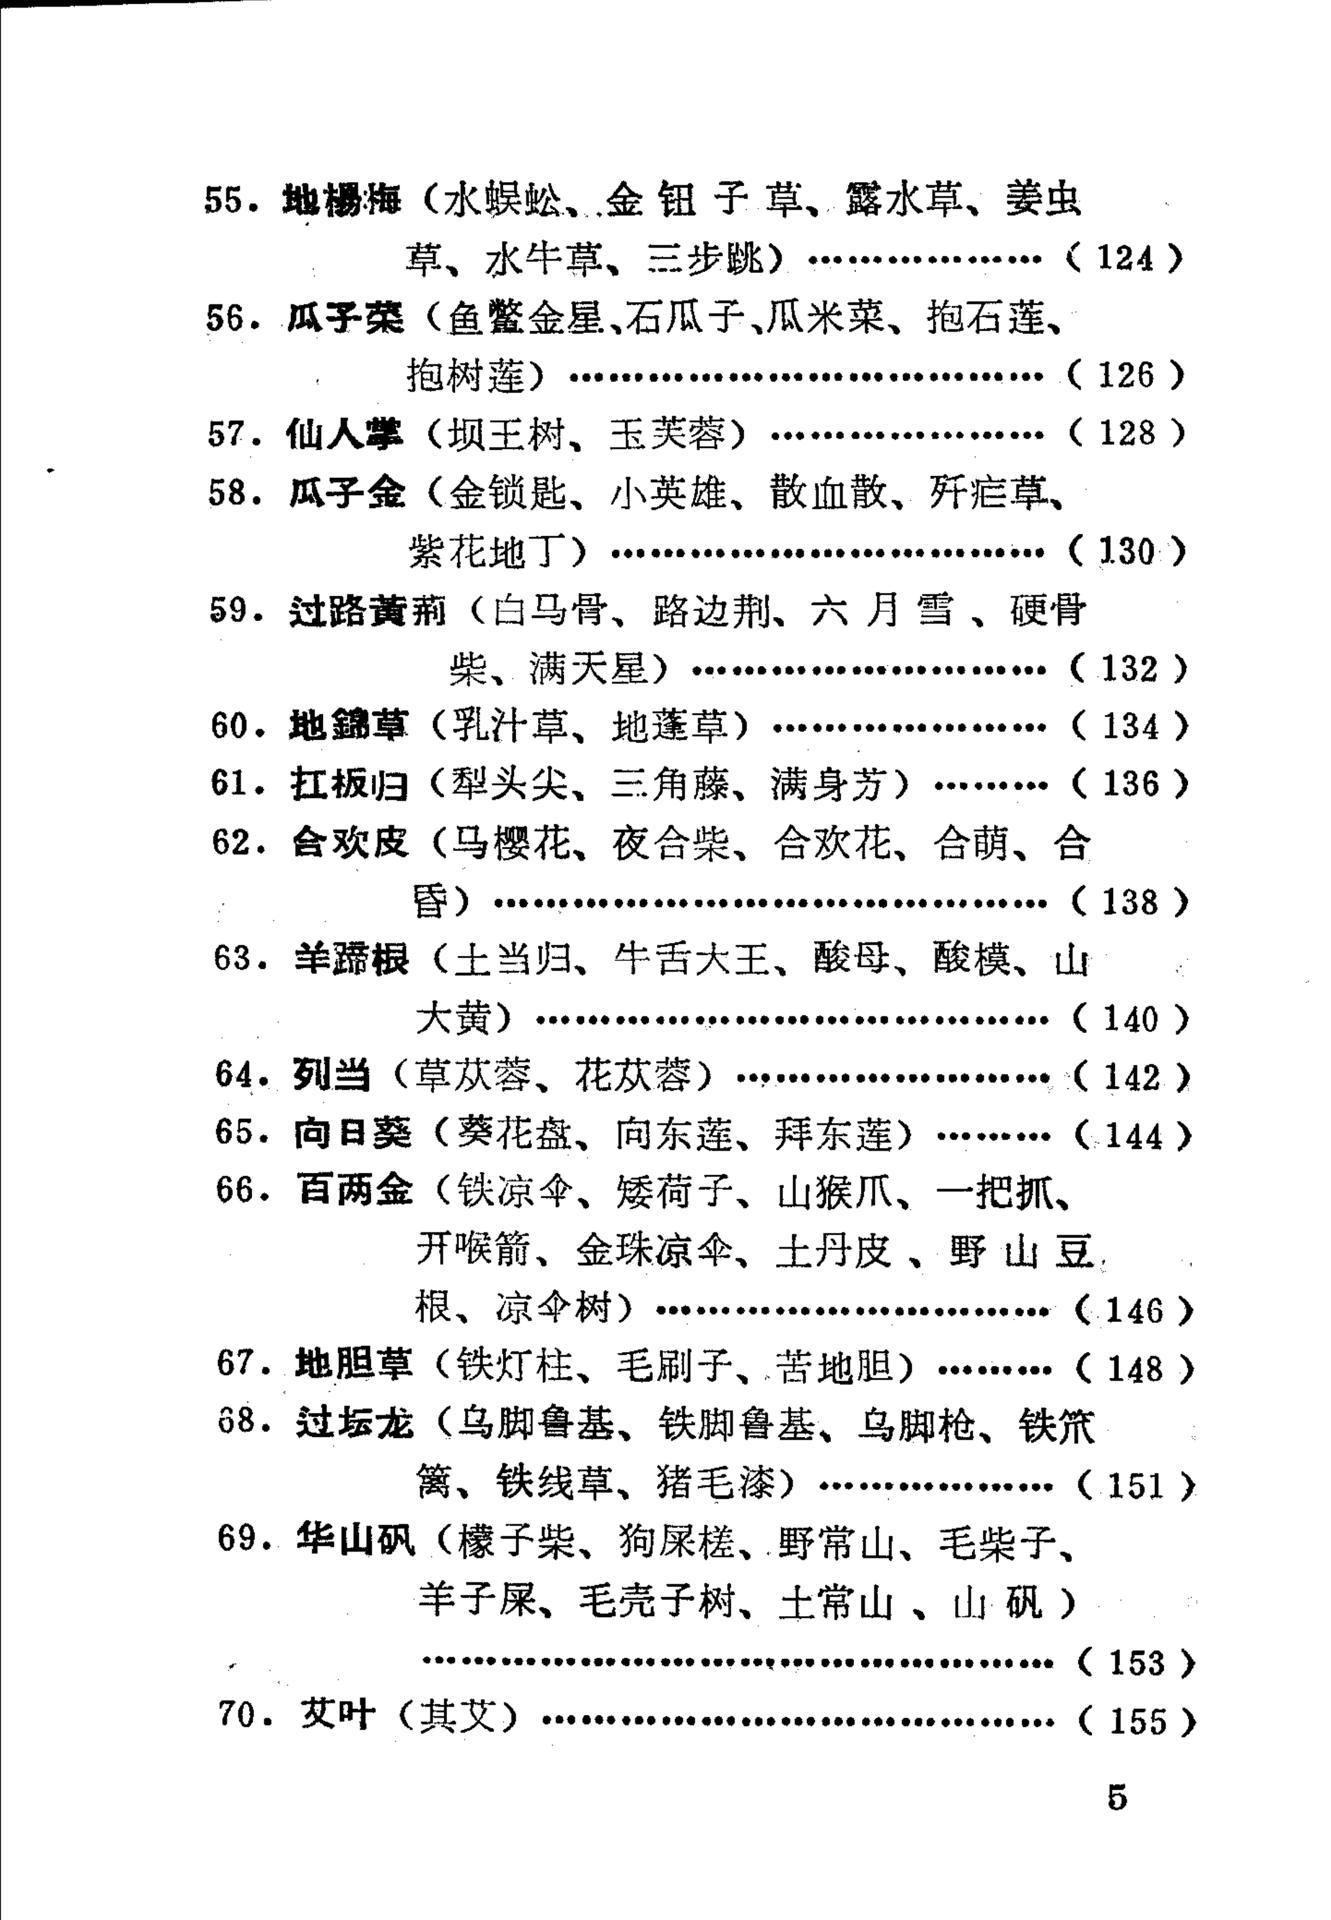 55. 地楊梅（水蜈蚣、金钮子草、露水草、姜虫
草、水牛草、三步跳）………………（124）
56. 瓜子菜（鱼鳖金星、石瓜子、瓜米菜、抱石莲、
抱树莲）………………………………（126）
57. 仙人掌（坝王树、玉芙蓉）…………………（128）
58. 瓜子金（金锁匙、小英雄、散血散、歼疟草、
紫花地丁）……………………………（130）
59. 过路黄荊（白马骨、路边荆、六月雪、硬骨
柴、满天星）………………………（132）
60. 地錦草（乳汁草、地蓬草）…………………（134）
61. 扛板归（犁头尖、三角藤、满身芳）………（136）
62. 合欢皮（马樱花、夜合柴、合欢花、合萌、合
昏）……………………………………（138）
63. 羊蹄根（土当归、牛舌大王、酸母、酸模、山
大黄）…………………………………（140）
64. 列当（草苁蓉、花苁蓉）……………………（142）
65. 向日葵（葵花盘、向东莲、拜东莲）………（144）
66. 百两金（铁凉伞、矮荷子、山猴爪、一把抓、
开喉箭、金珠凉伞、土丹皮、野山豆
根、凉伞树）…………………………（146）
67. 地胆草（铁灯柱、毛刷子、苦地胆）………（148）
68. 过坛龙（乌脚鲁基、铁脚鲁基、乌脚枪、铁笊
篱、铁线草、猪毛漆）………………（151）
69. 华山矾（檬子柴、狗屎槎、野常山、毛柴子、
羊子屎、毛壳子树、土常山、山矾）
…………………………………………（153）
70. 艾叶（其艾）…………………………………（155）
5